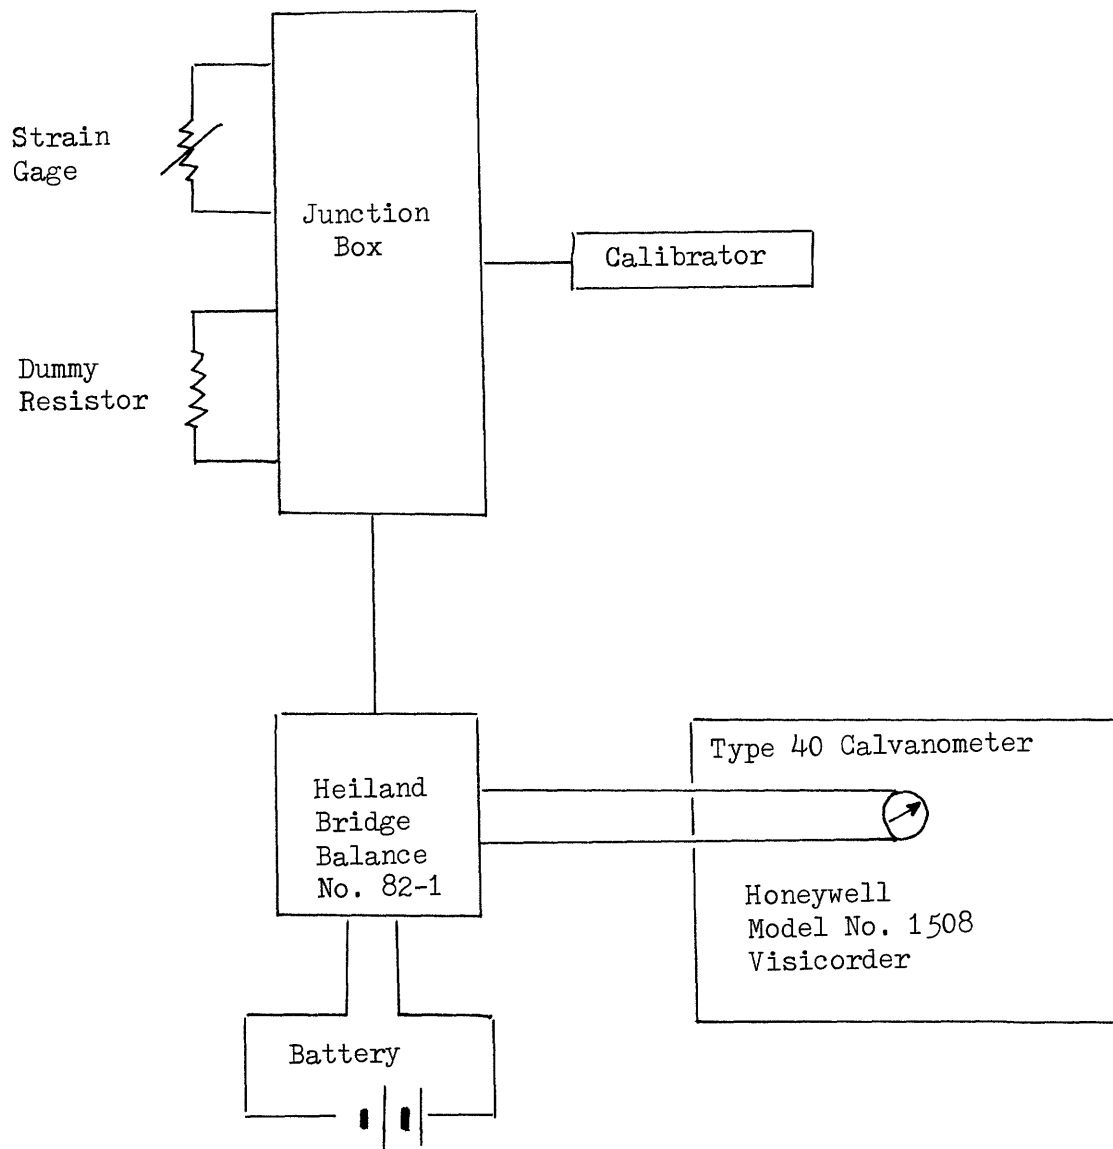 Strain
Gage
Junction
Box
Calibrator
Dummy
Resistor
Type 40 Calvanometer
Heiland
Bridge
Balance
No. 82-1
Honeywell
Model No. 1508
Visicorder
Battery